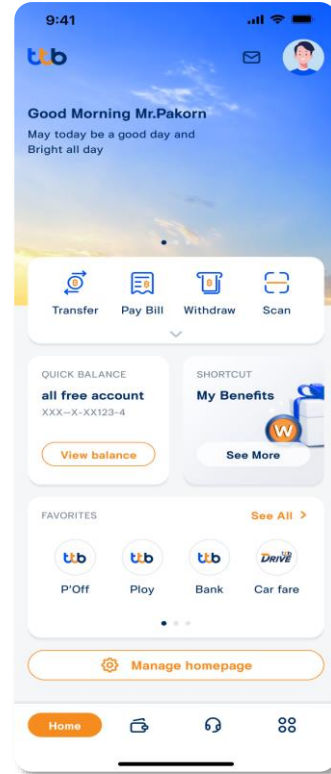 9:41
ttb
Good Morning Mr.Pakorn
May today be a good day and
Bright all day
Transfer
Pay Bill
Withdraw
Scan
QUICK BALANCE
all free account
XXX–X-XX123-4
View balance
SHORTCUT
My Benefits
W
See More
FAVORITES
See All >
ttb
ttb
ttb
ttb DRIVE
P'Off
Ploy
Bank
Car fare
Manage homepage
Home